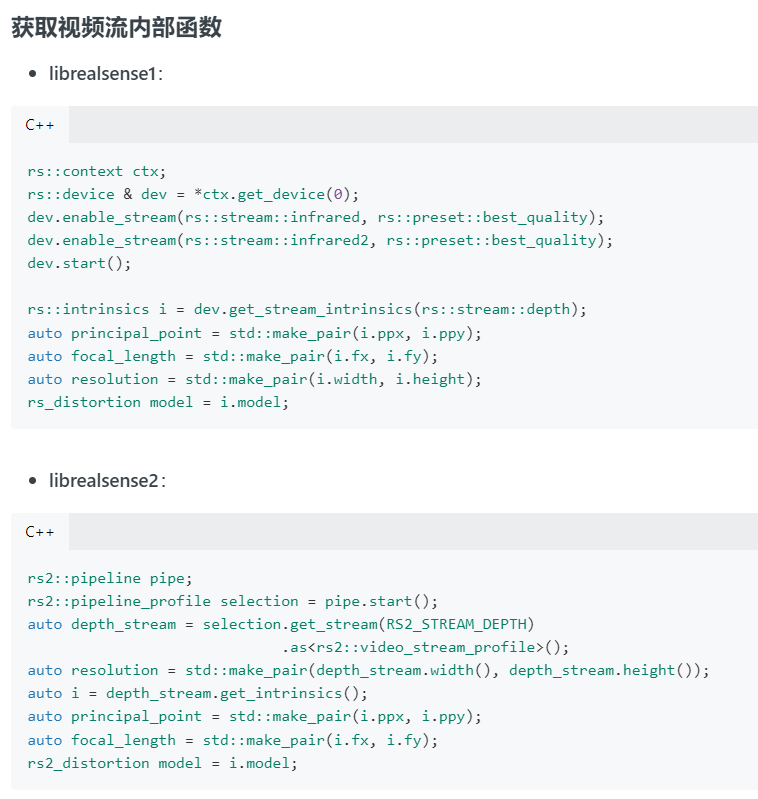 获取视频流内部函数
• librealsense1:
C++
rs::context ctx;
rs::device & dev = *ctx.get_device(0);
dev.enable_stream(rs::stream::infrared, rs::preset::best_quality);
dev.enable_stream(rs::stream::infrared2, rs::preset::best_quality);
dev.start();
rs::intrinsics i = dev.get_stream_intrinsics(rs::stream::depth);
auto principal_point = std::make_pair(i.ppx, i.ppy);
auto focal_length = std::make_pair(i.fx, i.fy);
auto resolution = std::make_pair(i.width, i.height);
rs_distortion model = i.model;
• librealsense2:
C++
rs2::pipeline pipe;
rs2::pipeline_profile selection = pipe.start();
auto depth_stream = selection.get_stream(RS2_STREAM_DEPTH)
.as<rs2::video_stream_profile>();
auto resolution = std::make_pair(depth_stream.width(), depth_stream.height());
auto i = depth_stream.get_intrinsics();
auto principal_point = std::make_pair(i.ppx, i.ppy);
auto focal_length = std::make_pair(i.fx, i.fy);
rs2_distortion model = i.model;